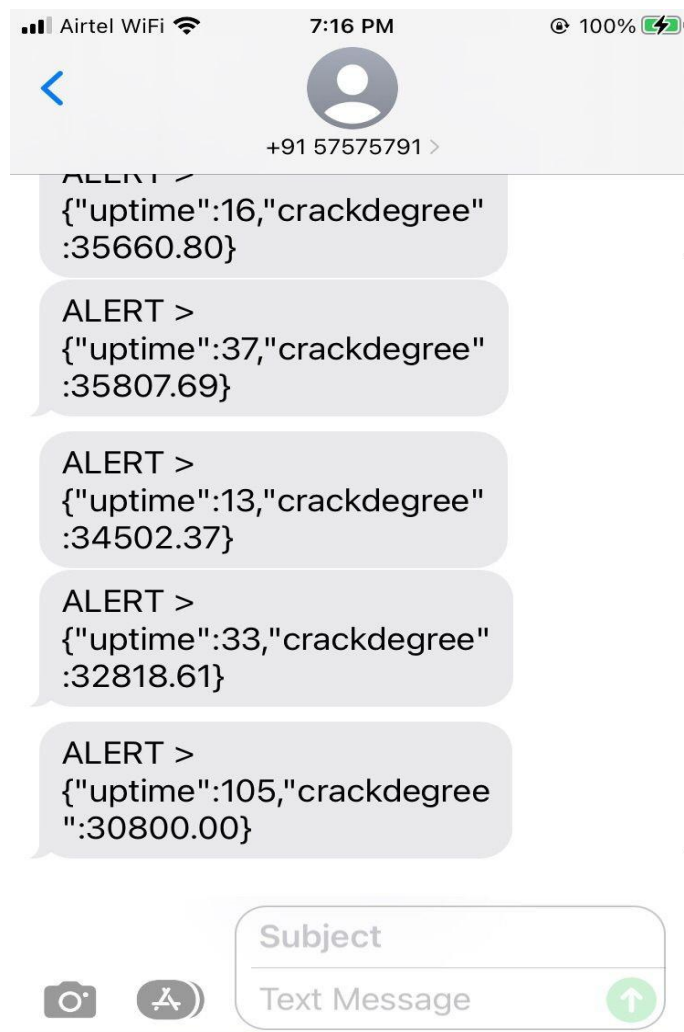 Airtel WiFi 7:16 PM 100%
+91 57575791 >
ALERT >
{"uptime":16,"crackdegree"
:35660.80}
ALERT >
{"uptime":37,"crackdegree"
:35807.69}
ALERT >
{"uptime":13,"crackdegree"
:34502.37}
ALERT >
{"uptime":33,"crackdegree"
:32818.61}
ALERT >
{"uptime":105,"crackdegree
":30800.00}
Subject
Text Message